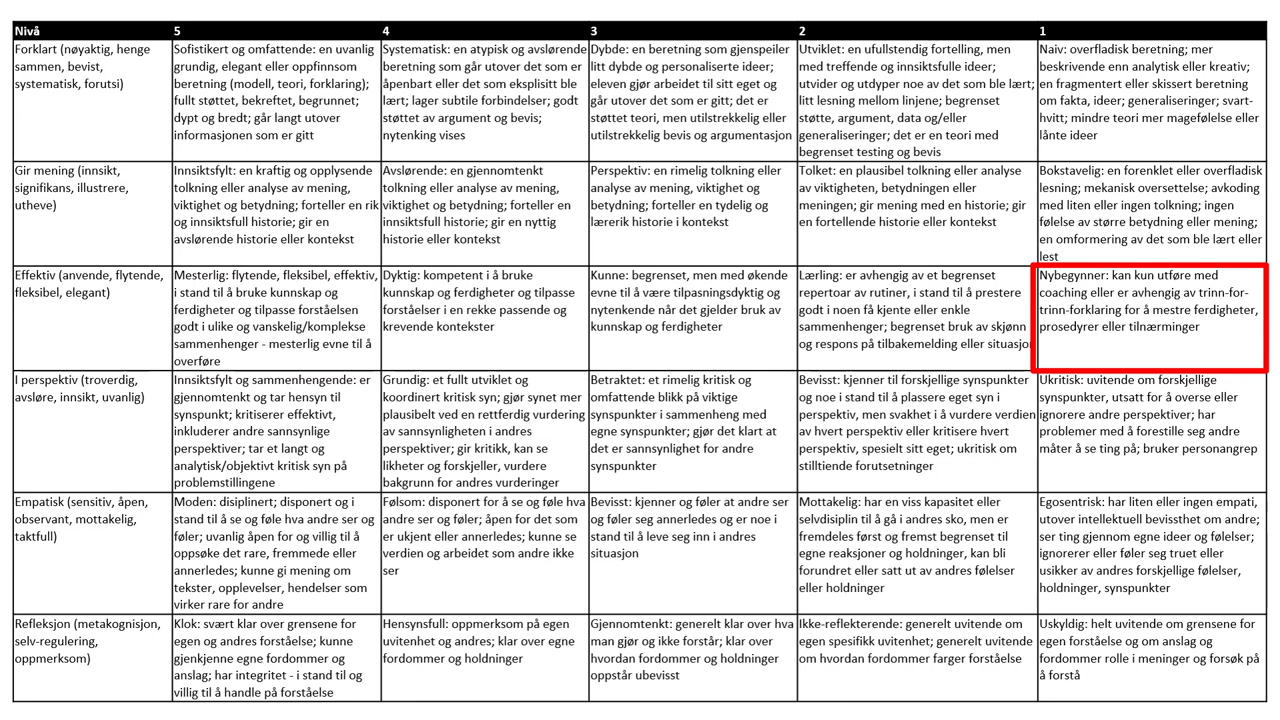 Nivå 5 4 3 2 1
Forklart (nøyaktig, henge
sammen, bevist,
systematisk, forutsi)
Sofistikert og omfattende: en uvanlig
grundig, elegant eller oppfinnsom
beretning (modell, teori, forklaring);
fullt støttet, bekreftet, begrunnet;
dypt og bredt; går langt utover
informasjonen som er gitt
Systematisk: en atypisk og avslørende
beretning som går utover det som er
åpenbart eller det som eksplisitt ble
lært; lager subtile forbindelser; godt
støttet av argument og bevis;
nytenking vises
Dybde: en beretning som gjenspeiler
litt dybde og personaliserte ideer;
eleven gjør arbeidet til sitt eget og
går utover det som er gitt; det er
støttet teori, men utilstrekkelig eller
utilstrekkelig bevis og argumentasjon
Utviklet: en ufullstendig fortelling, men
med treffende og innsiktsfulle ideer;
utvider og utdyper noe av det som ble lært;
litt lesning mellom linjene; begrenset
støtte, argument, data og/eller
generaliseringer; det er en teori med
begrenset testing og bevis
Naiv: overfladisk beretning; mer
beskrivende enn analytisk eller kreativ;
en fragmentert eller skissert beretning
om fakta, ideer; generaliseringer; svart-
hvitt; mindre teori mer magefølelse eller
lånte ideer
Gir mening (innsikt,
signifikans, illustrere,
utheve)
Innsiktsfylt: en kraftig og opplysende
tolkning eller analyse av mening,
viktighet og betydning; forteller en rik
og innsiktsfull historie; gir en
avslørende historie eller kontekst
Avslørende: en gjennomtenkt
tolkning eller analyse av mening,
viktighet og betydning; forteller en
innsiktsfull historie; gir en nyttig
historie eller kontekst
Perspektiv: en rimelig tolkning eller
analyse av mening, viktighet og
betydning; forteller en tydelig og
lærerik historie i kontekst
Tolket: en plausibel tolkning eller analyse
av viktigheten, betydningen eller
meningen; gir mening med en historie; gir
en fortellende historie eller kontekst
Bokstavelig: en forenklet eller overfladisk
lesning; mekanisk oversettelse; avkoding
med liten eller ingen tolkning; ingen
følelse av større betydning eller mening;
en omformering av det som ble lært eller
lest
Effektiv (anvende, flytende,
fleksibel, elegant)
Mesterlig: flytende, fleksibel, effektiv,
i stand til å bruke kunnskap og
ferdigheter og tilpasse forståelsen
godt i ulike og vanskelig/komplekse
sammenhenger - mesterlig evne til å
overføre
Dyktig: kompetent i å bruke
kunnskap og ferdigheter og tilpasse
forståelser i en rekke passende og
krevende kontekster
Kunne: begrenset, men med økende
evne til å være tilpasningsdyktig og
nytenkende når det gjelder bruk av
kunnskap og ferdigheter
Lærling: er avhengig av et begrenset
repertoar av rutiner, i stand til å prestere
godt i noen få kjente eller enkle
sammenhenger; begrenset bruk av skjønn
og respons på tilbakemelding eller situasjon
Nybegynner: kan kun utføre med
coaching eller er avhengig av trinn-for-
trinn-forklaring for å mestre ferdigheter,
prosedyrer eller tilnærminger
I perspektiv (troverdig,
avsløre, innsikt, uvanlig)
Innsiktsfylt og sammenhengende: er
gjennomtenkt og tar hensyn til
synspunkt; kritiserer effektivt,
inkluderer andre sannsynlige
perspektiver; tar et langt og
analytisk/objektivt kritisk syn på
problemstillingene
Grundig: et fullt utviklet og
koordinert kritisk syn; gjør synet mer
plausibelt ved en rettferdig vurdering
av sannsynligheten i andres
perspektiver; gir kritikk, kan se
likheter og forskjeller, vurdere
bakgrunn for andres vurderinger
Betraktet: et rimelig kritisk og
omfattende blikk på viktige
synspunkter i sammenheng med
egne synspunkter; gjør det klart at
det er sannsynlighet for andre
synspunkter
Bevisst: kjenner til forskjellige synspunkter
og noe i stand til å plassere eget syn i
perspektiv, men svakhet i å vurdere verdien
av hvert perspektiv eller kritisere hvert
perspektiv, spesielt sitt eget; ukritisk om
stilltiende forutsetninger
Ukritisk: uvitende om forskjellige
synspunkter, utsatt for å overse eller
ignorere andre perspektiver; har
problemer med å forestille seg andre
måter å se ting på; bruker personangrep
Empatisk (sensitiv, åpen,
observant, mottakelig,
taktfull)
Moden: disiplinert; disponert og i
stand til å se og føle hva andre ser og
føler; uvanlig åpen for og villig til å
oppsøke det rare, fremmede eller
annerledes; kunne gi mening om
tekster, opplevelser, hendelser som
virker rare for andre
Følsom: disponert for å se og føle hva
andre ser og føler; åpen for det som
er ukjent eller annerledes; kunne se
verdien og arbeidet som andre ikke
ser
Bevisst: kjenner og føler at andre ser
og føler seg annerledes og er noe i
stand til å leve seg inn i andres
situasjon
Mottakelig: har en viss kapasitet eller
selvdisiplin til å gå i andres sko, men er
fremdeles først og fremst begrenset til
egne reaksjoner og holdninger, kan bli
forundret eller satt ut av andres følelser
eller holdninger
Egosentrisk: har liten eller ingen empati,
utover intellektuell bevissthet om andre;
ser ting gjennom egne ideer og følelser;
ignorerer eller føler seg truet eller
usikker av andres forskjellige følelser,
holdninger, synspunkter
Refleksjon (metakognisjon,
selv-regulering,
oppmerksom)
Klok: svært klar over grensene for
egen og andres forståelse; kunne
gjenkjenne egne fordommer og
anslag; har integritet - i stand til og
villig til å handle på forståelse
Hensynsfull: oppmerksom på egen
uvitenhet og andres; klar over egne
fordommer og holdninger
Gjennomtenkt: generelt klar over hva
man gjør og ikke forstår; klar over
hvordan fordommer og holdninger
oppstår ubevisst
Ikke-reflekterende: generelt uvitende om
egen spesifikk uvitenhet; generelt uvitende
om hvordan fordommer farger forståelse
Uskyldig: helt uvitende om grensene for
egen forståelse og om anslag og
fordommer rolle i meninger og forsøk på
å forstå